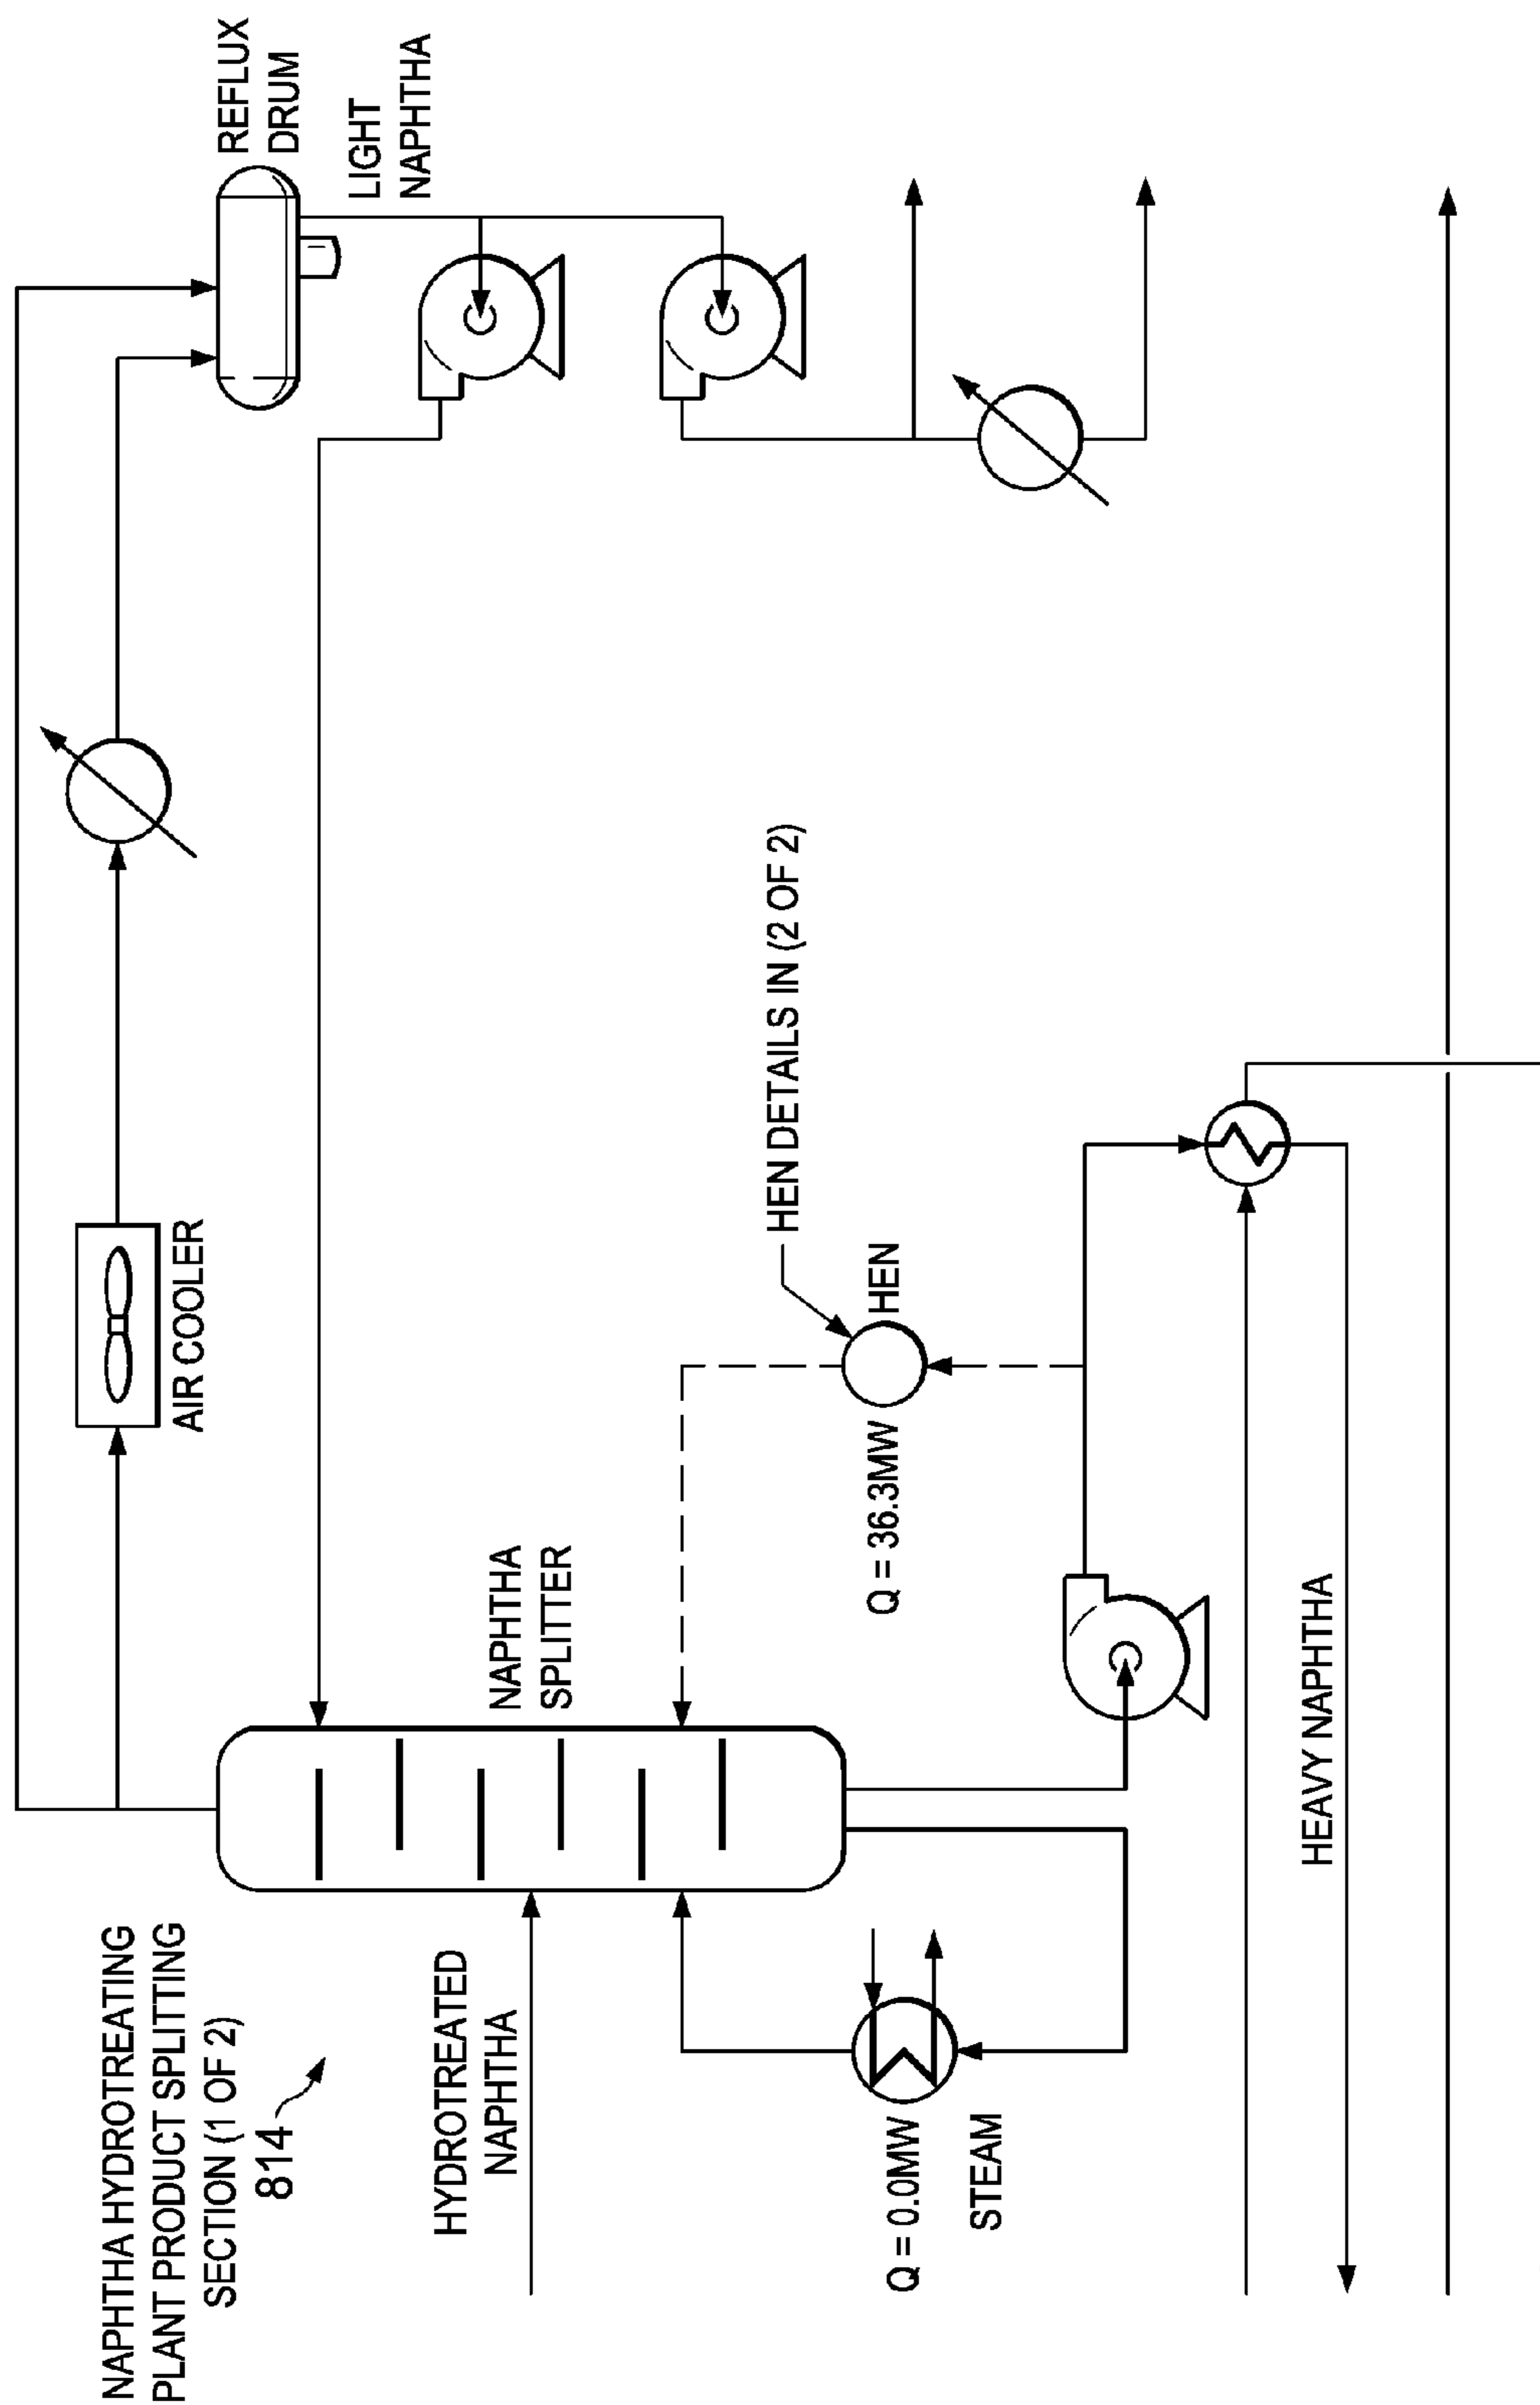 NAPHTHA HYDROTREATING
PLANT PRODUCT SPLITTING
SECTION (1 OF 2)
814
AIR COOLER
REFLUX
DRUM
LIGHT
NAPHTHA
HYDROTREATED
NAPHTHA
NAPHTHA
SPLITTER
HEN DETAILS IN (2 OF 2)
HEN
Q = 36.3MW
Q = 0.0MW
STEAM
HEAVY NAPHTHA